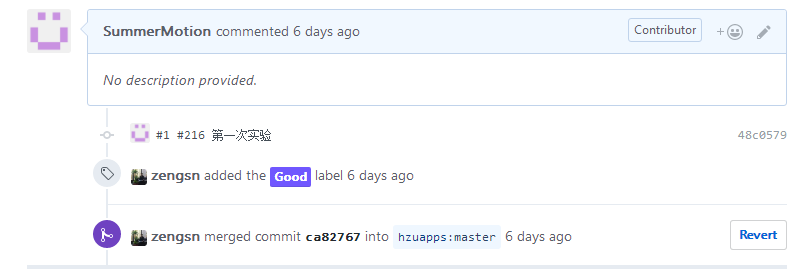 SummerMotion commented 6 days ago Contributor +
No description provided.
#1 #216 第一次实验 48c0579
zengsn added the Good label 6 days ago
zengsn merged commit ca82767 into hzuapps:master 6 days ago Revert